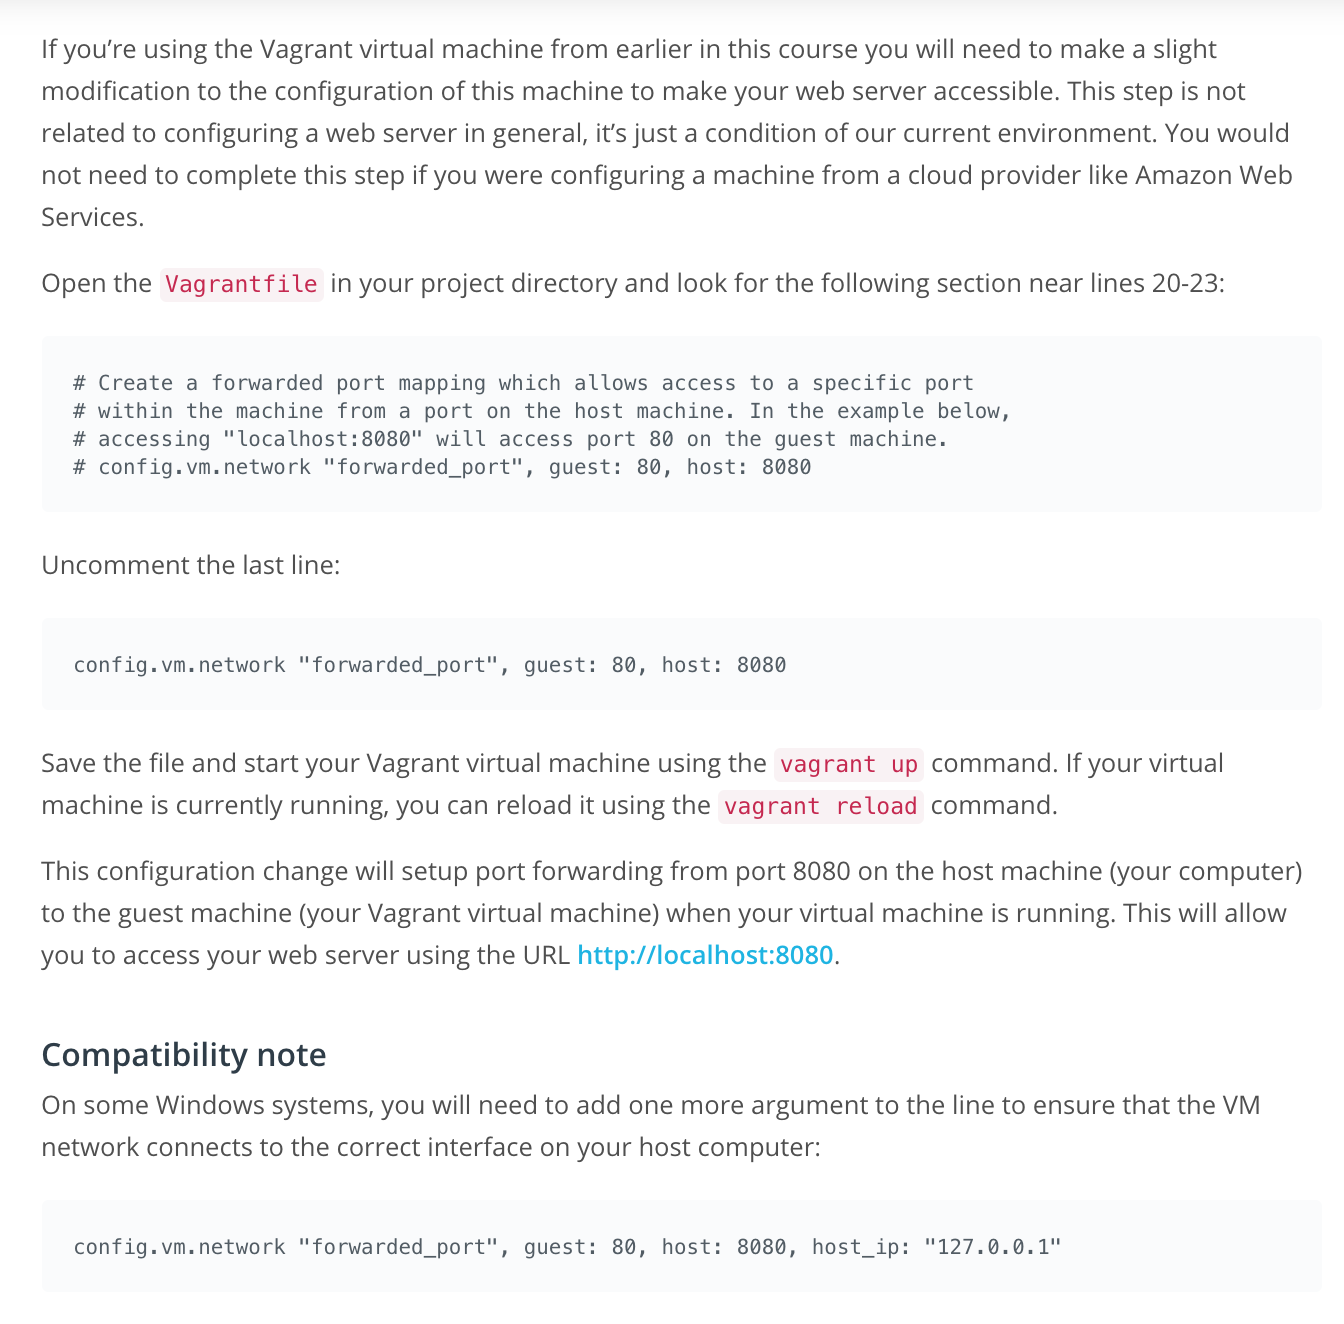 If you’re using the Vagrant virtual machine from earlier in this course you will need to make a slight
modification to the configuration of this machine to make your web server accessible. This step is not
related to configuring a web server in general, it’s just a condition of our current environment. You would
not need to complete this step if you were configuring a machine from a cloud provider like Amazon Web
Services.
Open the Vagrantfile in your project directory and look for the following section near lines 20-23:
# Create a forwarded port mapping which allows access to a specific port
# within the machine from a port on the host machine. In the example below,
# accessing "localhost:8080" will access port 80 on the guest machine.
# config.vm.network "forwarded_port", guest: 80, host: 8080
Uncomment the last line:
config.vm.network "forwarded_port", guest: 80, host: 8080
Save the file and start your Vagrant virtual machine using the vagrant up command. If your virtual
machine is currently running, you can reload it using the vagrant reload command.
This configuration change will setup port forwarding from port 8080 on the host machine (your computer)
to the guest machine (your Vagrant virtual machine) when your virtual machine is running. This will allow
you to access your web server using the URL http://localhost:8080.
Compatibility note
On some Windows systems, you will need to add one more argument to the line to ensure that the VM
network connects to the correct interface on your host computer:
config.vm.network "forwarded_port", guest: 80, host: 8080, host_ip: "127.0.0.1"